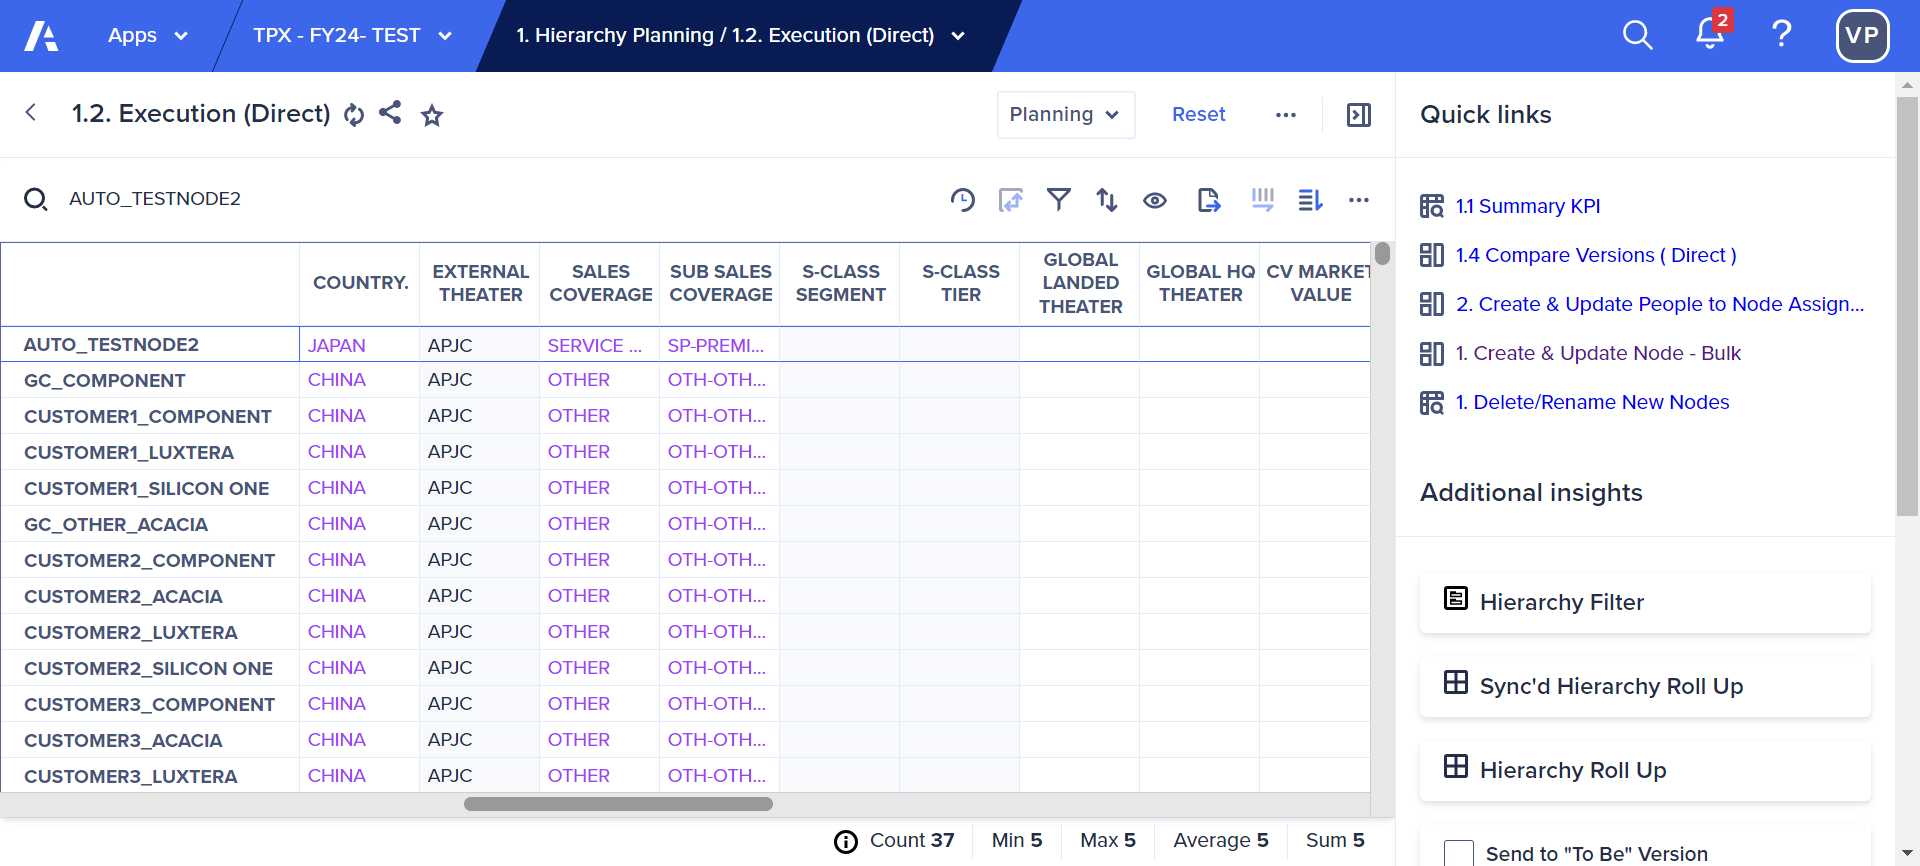 Apps
TPX - FY24- TEST
1. Hierarchy Planning / 1.2. Execution (Direct)
2
?
VP
1.2. Execution (Direct)
Planning
Reset
Quick links
AUTO_TESTNODE2
1.1 Summary KPI
1.4 Compare Versions ( Direct )
2. Create & Update People to Node Assign...
1. Create & Update Node - Bulk
1. Delete/Rename New Nodes
COUNTRY. EXTERNAL THEATER SALES COVERAGE SUB SALES COVERAGE S-CLASS SEGMENT S-CLASS TIER GLOBAL LANDED THEATER GLOBAL HQ THEATER CV MARKET VALUE
AUTO_TESTNODE2 JAPAN APJC SERVICE ... SP-PREMI...
GC_COMPONENT CHINA APJC OTHER OTH-OTH...
CUSTOMER1_COMPONENT CHINA APJC OTHER OTH-OTH...
CUSTOMER1_LUXTERA CHINA APJC OTHER OTH-OTH...
CUSTOMER1_SILICON ONE CHINA APJC OTHER OTH-OTH...
GC_OTHER_ACACIA CHINA APJC OTHER OTH-OTH...
CUSTOMER2_COMPONENT CHINA APJC OTHER OTH-OTH...
CUSTOMER2_ACACIA CHINA APJC OTHER OTH-OTH...
CUSTOMER2_LUXTERA CHINA APJC OTHER OTH-OTH...
CUSTOMER2_SILICON ONE CHINA APJC OTHER OTH-OTH...
CUSTOMER3_COMPONENT CHINA APJC OTHER OTH-OTH...
CUSTOMER3_ACACIA CHINA APJC OTHER OTH-OTH...
CUSTOMER3_LUXTERA CHINA APJC OTHER OTH-OTH...
Count 37 Min 5 Max 5 Average 5 Sum 5
Additional insights
Hierarchy Filter
Sync'd Hierarchy Roll Up
Hierarchy Roll Up
Send to "To Be" Version